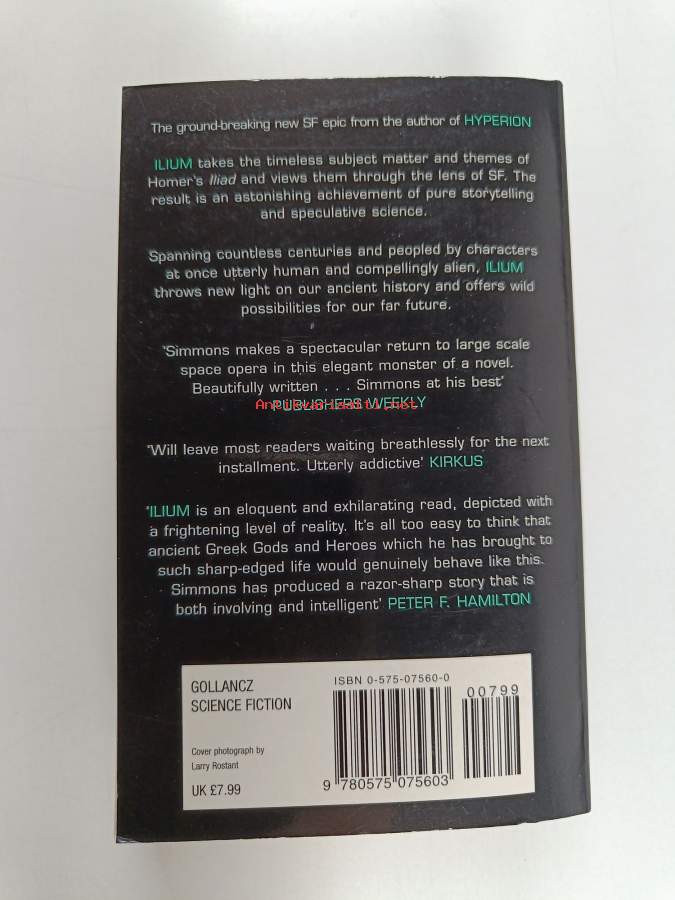 The ground-breaking new SF epic from the author of HYPERION
ILIUM takes the timeless subject matter and themes of
Homer's Iliad and views them through the lens of SF. The
result is an astonishing achievement of pure storytelling
and speculative science.
Spanning countless centuries and peopled by characters
at once utterly human and compellingly alien, ILIUM
throws new light on our ancient history and offers wild
possibilities for our far future.
'Simmons makes a spectacular return to large scale
space opera in this elegant monster of a novel.
Beautifully written . . . Simmons at his best'
PUBLISHERS WEEKLY
'Will leave most readers waiting breathlessly for the next
installment. Utterly addictive' KIRKUS
'ILIUM is an eloquent and exhilarating read, depicted with
a frightening level of reality. It's all too easy to think that
ancient Greek Gods and Heroes which he has brought to
such sharp-edged life would genuinely behave like this.
Simmons has produced a razor-sharp story that is
both involving and intelligent' PETER F. HAMILTON
GOLLANCZ
SCIENCE FICTION
Cover photograph by
Larry Rostant
UK £7.99
ISBN 0-575-07560-0
00799
9 780575 075603